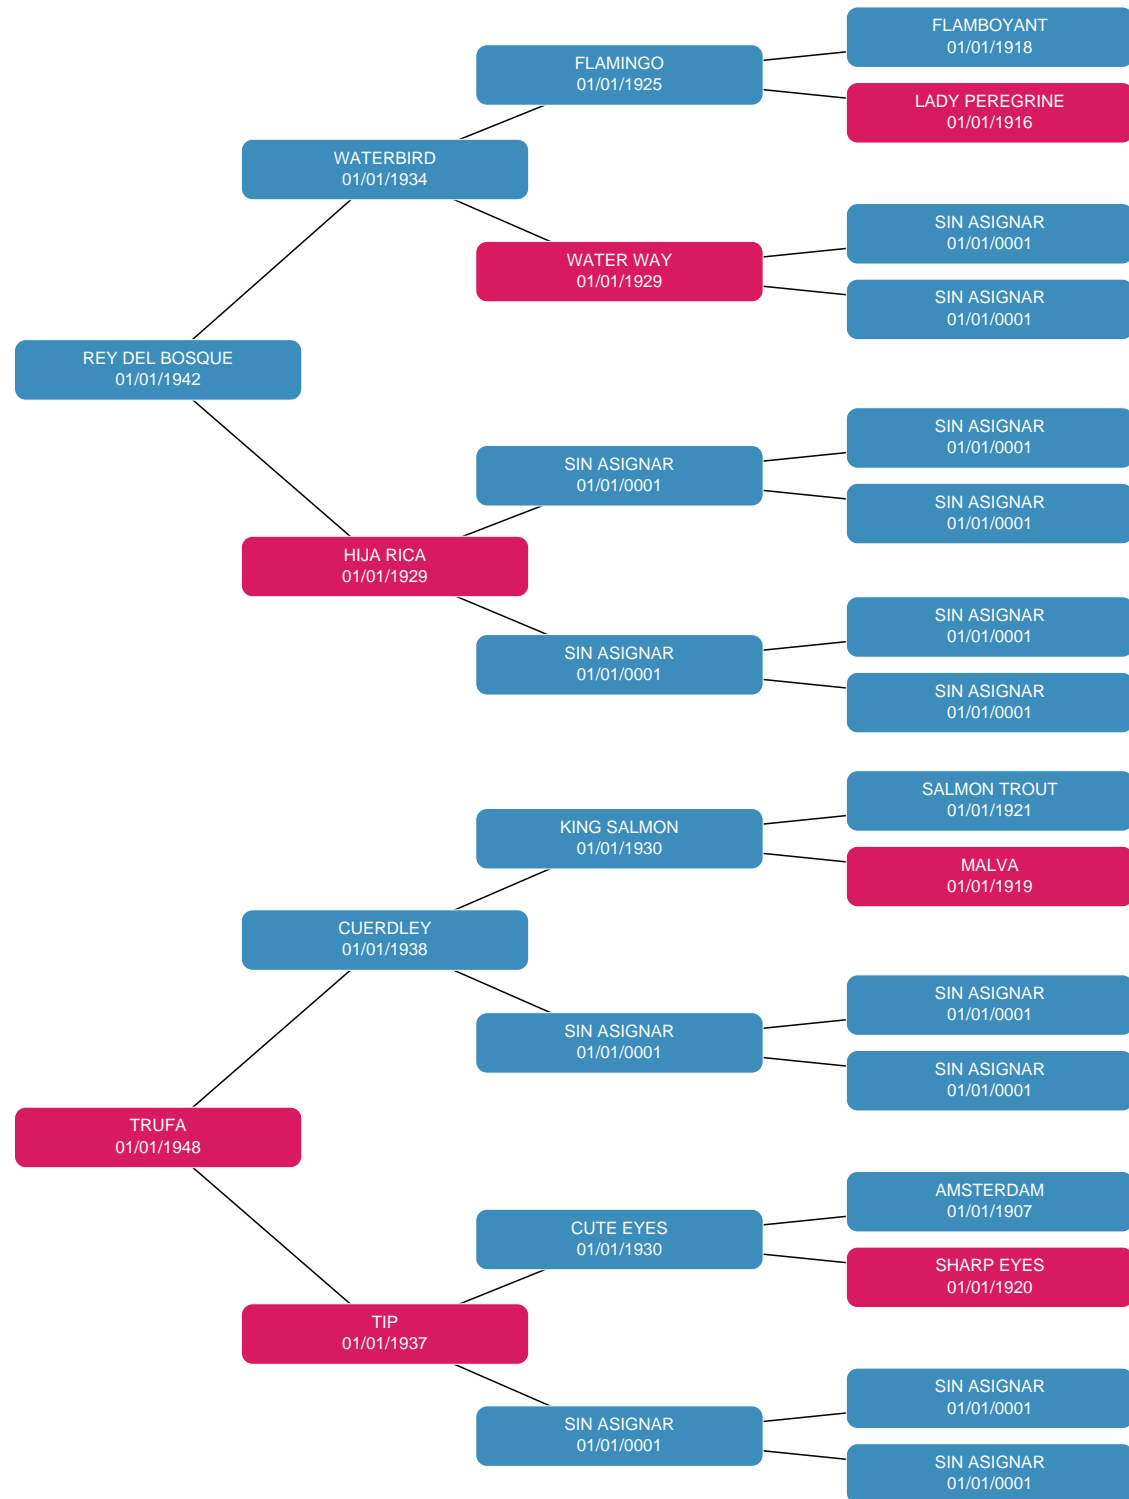 FLAMBOYANT
01/01/1918
FLAMINGO
01/01/1925
LADY PEREGRINE
01/01/1916
WATERBIRD
01/01/1934
SIN ASIGNAR
01/01/0001
WATER WAY
01/01/1929
SIN ASIGNAR
01/01/0001
REY DEL BOSQUE
01/01/1942
SIN ASIGNAR
01/01/0001
SIN ASIGNAR
01/01/0001
SIN ASIGNAR
01/01/0001
HIJA RICA
01/01/1929
SIN ASIGNAR
01/01/0001
SIN ASIGNAR
01/01/0001
SIN ASIGNAR
01/01/0001
SALMON TROUT
01/01/1921
KING SALMON
01/01/1930
MALVA
01/01/1919
CUERDLEY
01/01/1938
SIN ASIGNAR
01/01/0001
SIN ASIGNAR
01/01/0001
SIN ASIGNAR
01/01/0001
TRUFA
01/01/1948
AMSTERDAM
01/01/1907
CUTE EYES
01/01/1930
SHARP EYES
01/01/1920
TIP
01/01/1937
SIN ASIGNAR
01/01/0001
SIN ASIGNAR
01/01/0001
SIN ASIGNAR
01/01/0001